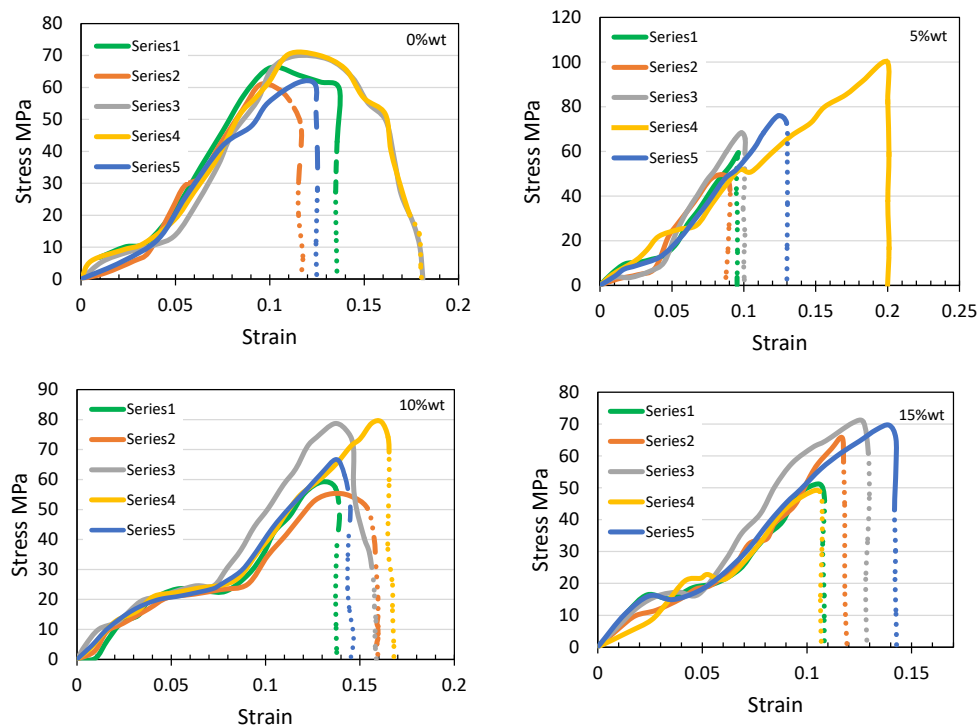 80
70
60
50
40
30
20
10
0
Stress MPa
0%wt
Series1
Series2
Series3
Series4
Series5
0 0.05 0.1 0.15 0.2
Strain
120
100
80
60
40
20
0
Stress MPa
5%wt
Series1
Series2
Series3
Series4
Series5
0 0.05 0.1 0.15 0.2 0.25
Strain
90
80
70
60
50
40
30
20
10
0
Stress MPa
10%wt
Series1
Series2
Series3
Series4
Series5
0 0.05 0.1 0.15 0.2
Strain
80
70
60
50
40
30
20
10
0
Stress MPa
15%wt
Series1
Series2
Series3
Series4
Series5
0 0.05 0.1 0.15
Strain